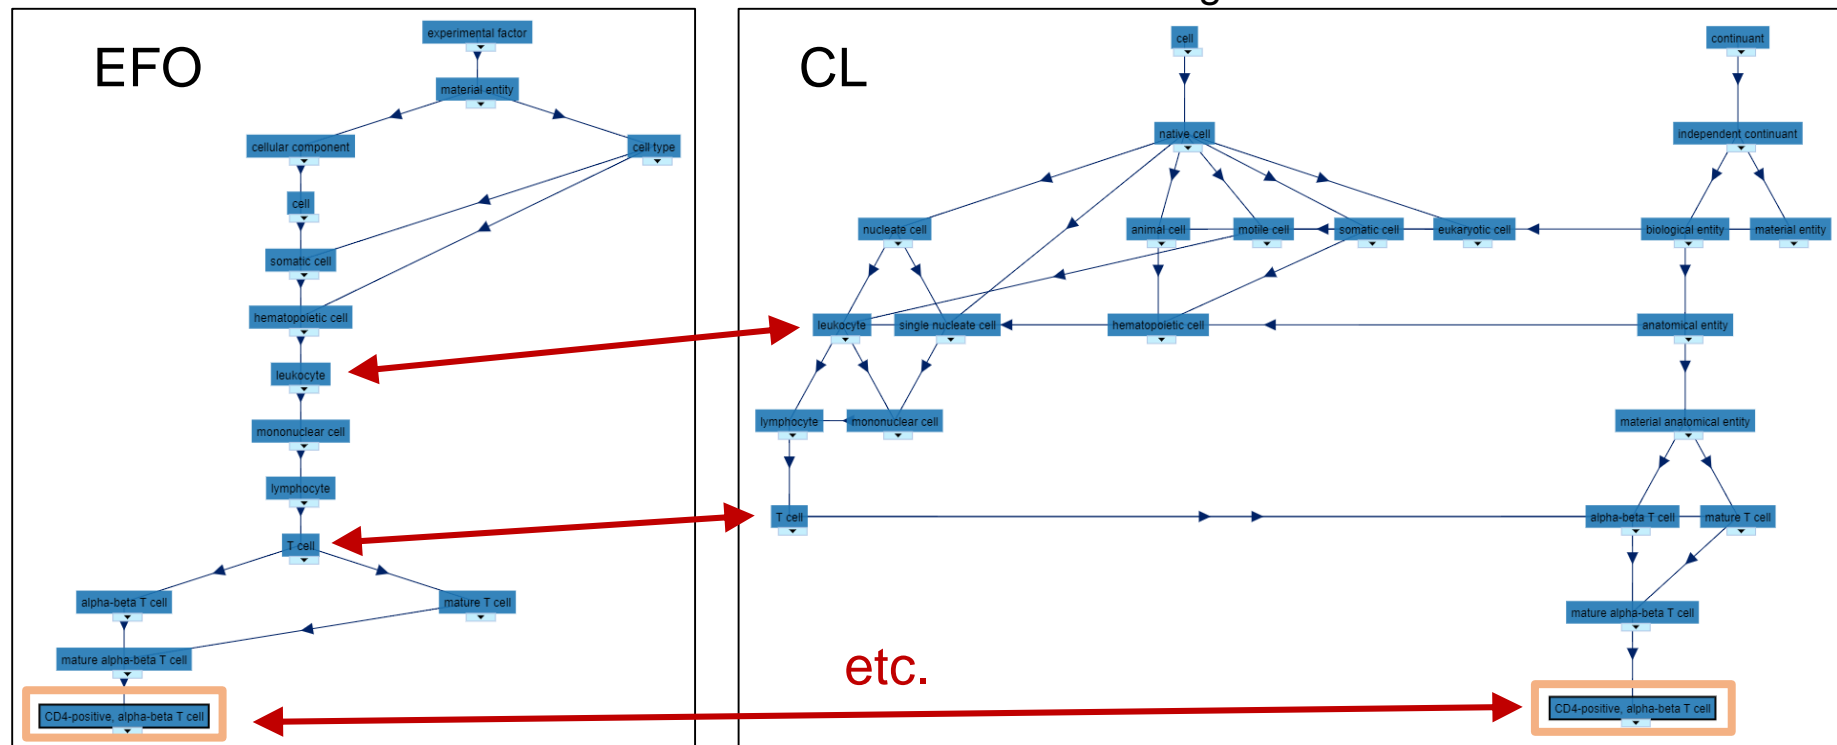 EFO
experimental factor
material entity
cellular component
cell type
cell
somatic cell
hematopoietic cell
leukocyte
mononuclear cell
lymphocyte
T cell
alpha-beta T cell
mature T cell
mature alpha-beta T cell
CD4-positive, alpha-beta T cell
CL
cell
continuant
native cell
independent continuant
nucleate cell
animal cell
motile cell
somatic cell
eukaryotic cell
biological entity
material entity
leukocyte
single nucleate cell
hematopoietic cell
anatomical entity
lymphocyte
mononuclear cell
material anatomical entity
T cell
alpha-beta T cell
mature T cell
mature alpha-beta T cell
etc.
CD4-positive, alpha-beta T cell